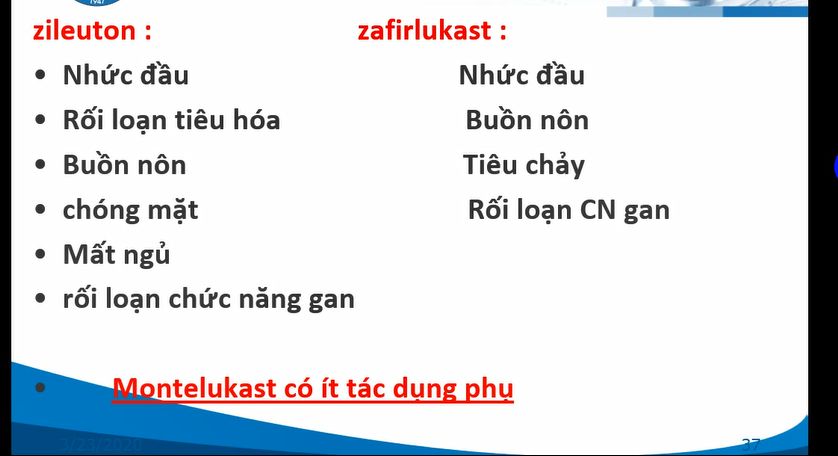 1947
zileuton : zafirlukast :
• Nhức đầu Nhức đầu
• Rối loạn tiêu hóa Buồn nôn
• Buồn nôn Tiêu chảy
• chóng mặt Rối loạn CN gan
• Mất ngủ
• rối loạn chức năng gan
• Montelukast có ít tác dụng phụ
3/23/2020 37